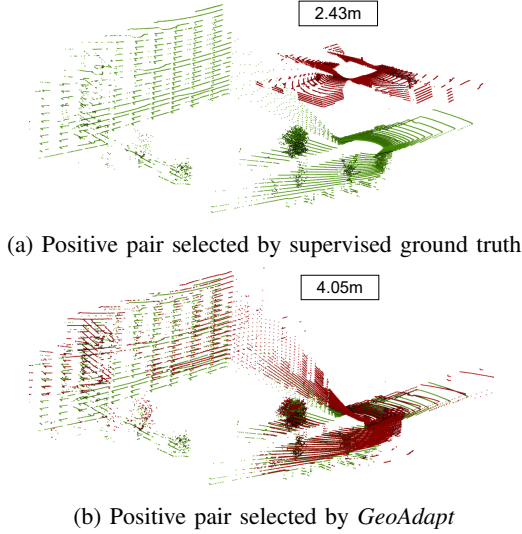 2.43m
(a) Positive pair selected by supervised ground truth
4.05m
(b) Positive pair selected by GeoAdapt